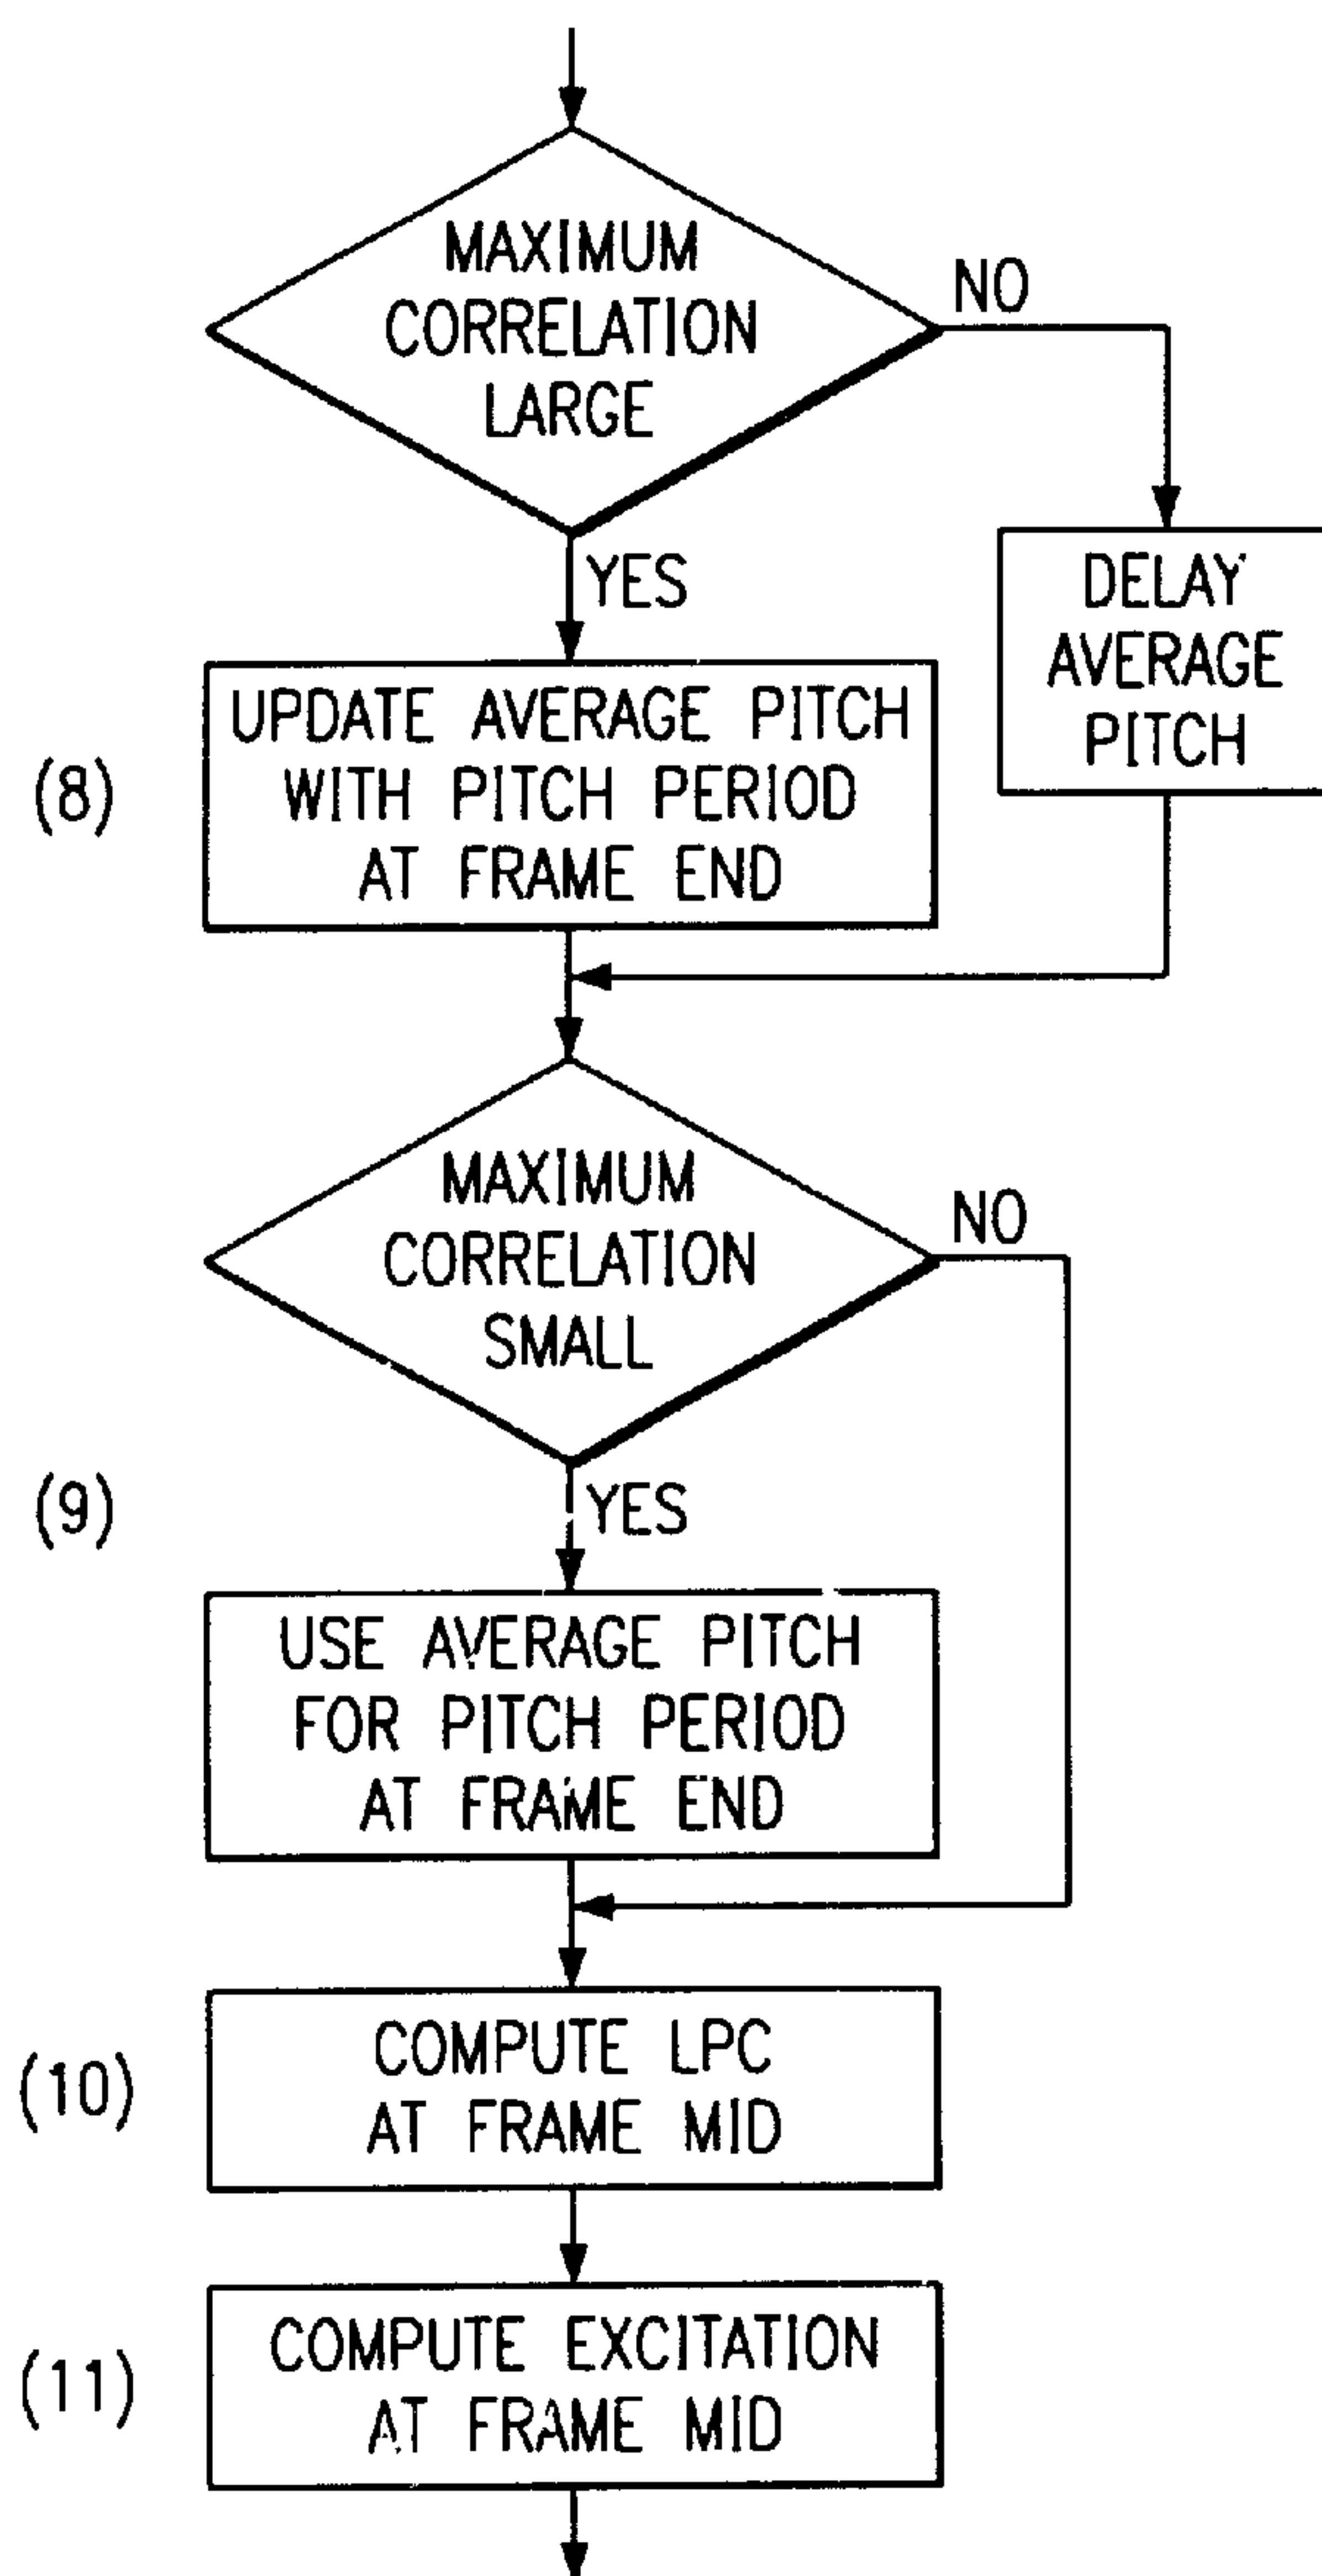 MAXIMUM
CORRELATION
LARGE
NO
YES
DELAY
AVERAGE
PITCH
(8)
UPDATE AVERAGE PITCH
WITH PITCH PERIOD
AT FRAME END
MAXIMUM
CORRELATION
SMALL
NO
(9)
YES
USE AVERAGE PITCH
FOR PITCH PERIOD
AT FRAME END
(10)
COMPUTE LPC
AT FRAME MID
(11)
COMPUTE EXCITATION
AT FRAME MID